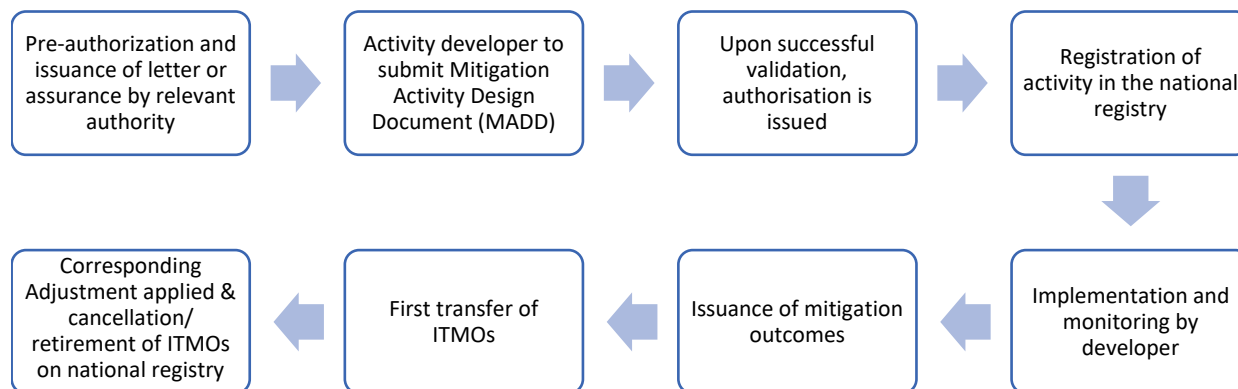 Pre-authorization and
issuance of letter or
assurance by relevant
authority
Activity developer to
submit Mitigation
Activity Design
Document (MADD)
Upon successful
validation,
authorisation is
issued
Registration of
activity in the national
registry
Implementation and
monitoring by
developer
Issuance of mitigation
outcomes
First transfer of
ITMOs
Corresponding
Adjustment applied &
cancellation/
retirement of ITMOs
on national registry